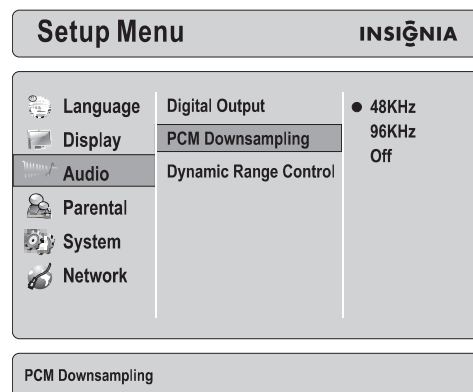 Setup Menu
INSIGNIA
Language
Display
Audio
Parental
System
Network
Digital Output
PCM Downsampling
Dynamic Range Control
48KHz
96KHz
Off
PCM Downsampling